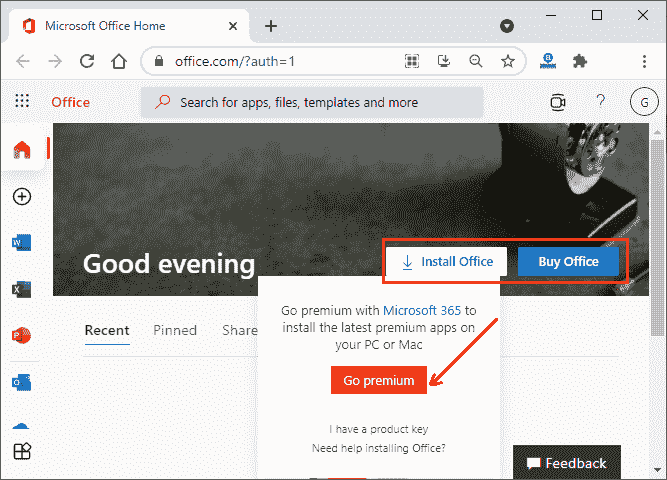 Microsoft Office Home
office.com/?auth=1
Office
Search for apps, files, templates and more
?
G
Good evening
Install Office
Buy Office
Recent
Pinned
Share
Go premium with Microsoft 365 to
install the latest premium apps on
your PC or Mac
Go premium
I have a product key
Need help installing Office?
Feedback